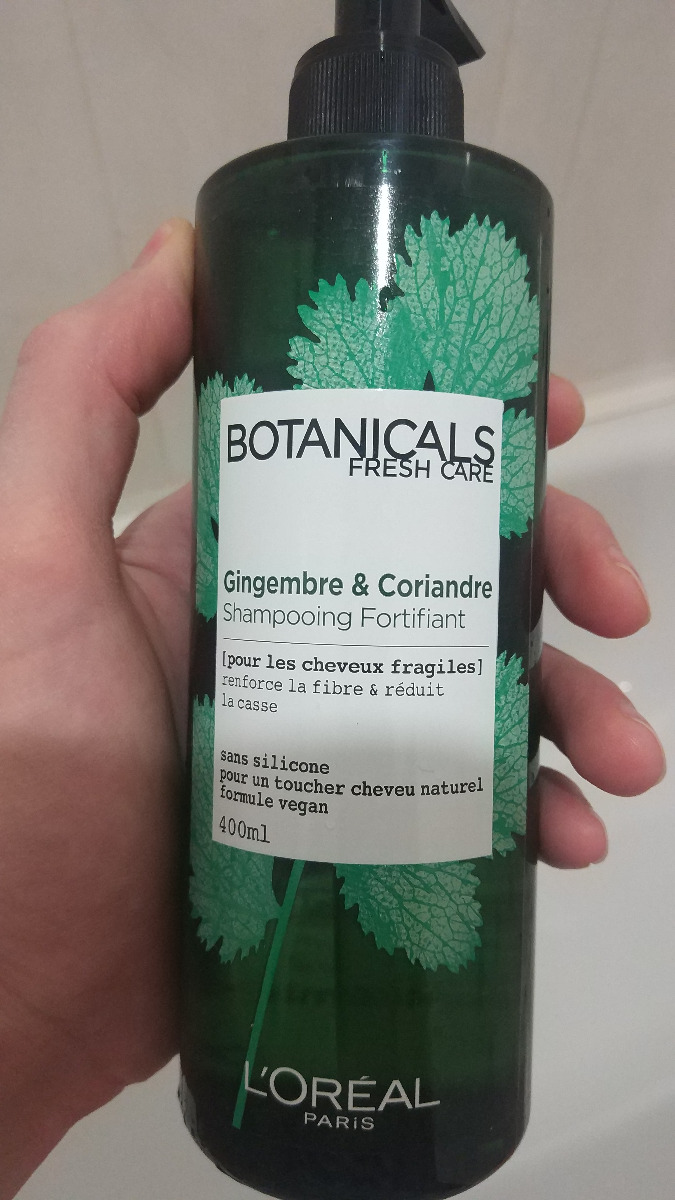 BOTANICALS
FRESH CARE
Gingembre & Coriandre
Shampooing Fortifiant
[pour les cheveux fragiles]
renforce la fibre & réduit
la casse
sans silicone
pour un toucher cheveu naturel
formule vegan
400ml
L'ORÉAL
PARiS